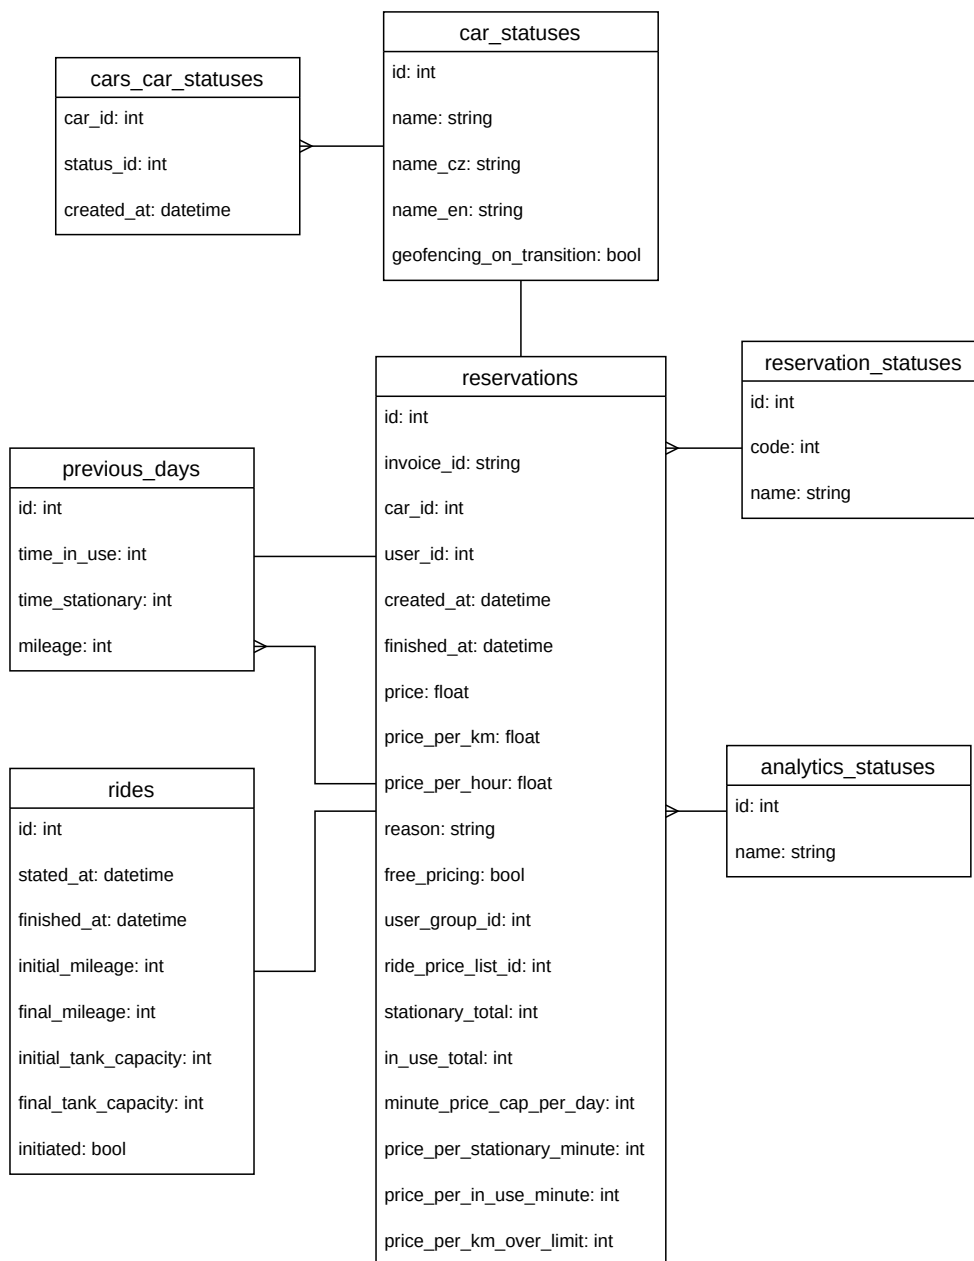 car_statuses
id: int
name: string
name_cz: string
name_en: string
geofencing_on_transition: bool
cars_car_statuses
car_id: int
status_id: int
created_at: datetime
reservations
id: int
invoice_id: string
car_id: int
user_id: int
created_at: datetime
finished_at: datetime
price: float
price_per_km: float
price_per_hour: float
reason: string
free_pricing: bool
user_group_id: int
ride_price_list_id: int
stationary_total: int
in_use_total: int
minute_price_cap_per_day: int
price_per_stationary_minute: int
price_per_in_use_minute: int
price_per_km_over_limit: int
reservation_statuses
id: int
code: int
name: string
previous_days
id: int
time_in_use: int
time_stationary: int
mileage: int
analytics_statuses
id: int
name: string
rides
id: int
stated_at: datetime
finished_at: datetime
initial_mileage: int
final_mileage: int
initial_tank_capacity: int
final_tank_capacity: int
initiated: bool